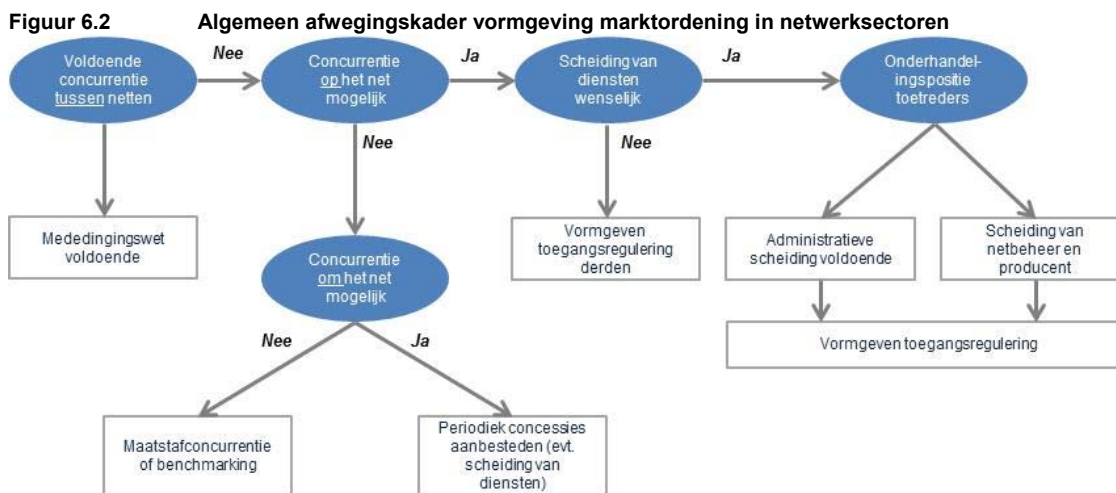 Figuur 6.2 Algemeen afwegingskader vormgeving marktordening in netwerksectoren
Voldoende
concurrentie
tussen netten
Nee
Concurrentie
op het net
mogelijk
Ja
Scheiding van
diensten
wenselijk
Ja
Onderhandel-
ingspositie
toetreders
Nee
Nee
Mededingingswet
voldoende
Concurrentie
om het net
mogelijk
Vormgeven
toegangsregulering
derden
Administratieve
scheiding voldoende
Scheiding van
netbeheer en
producent
Nee
Ja
Vormgeven toegangsregulering
Maatstafconcurrentie
of benchmarking
Periodiek concessies
aanbesteden (evt.
scheiding van
diensten)